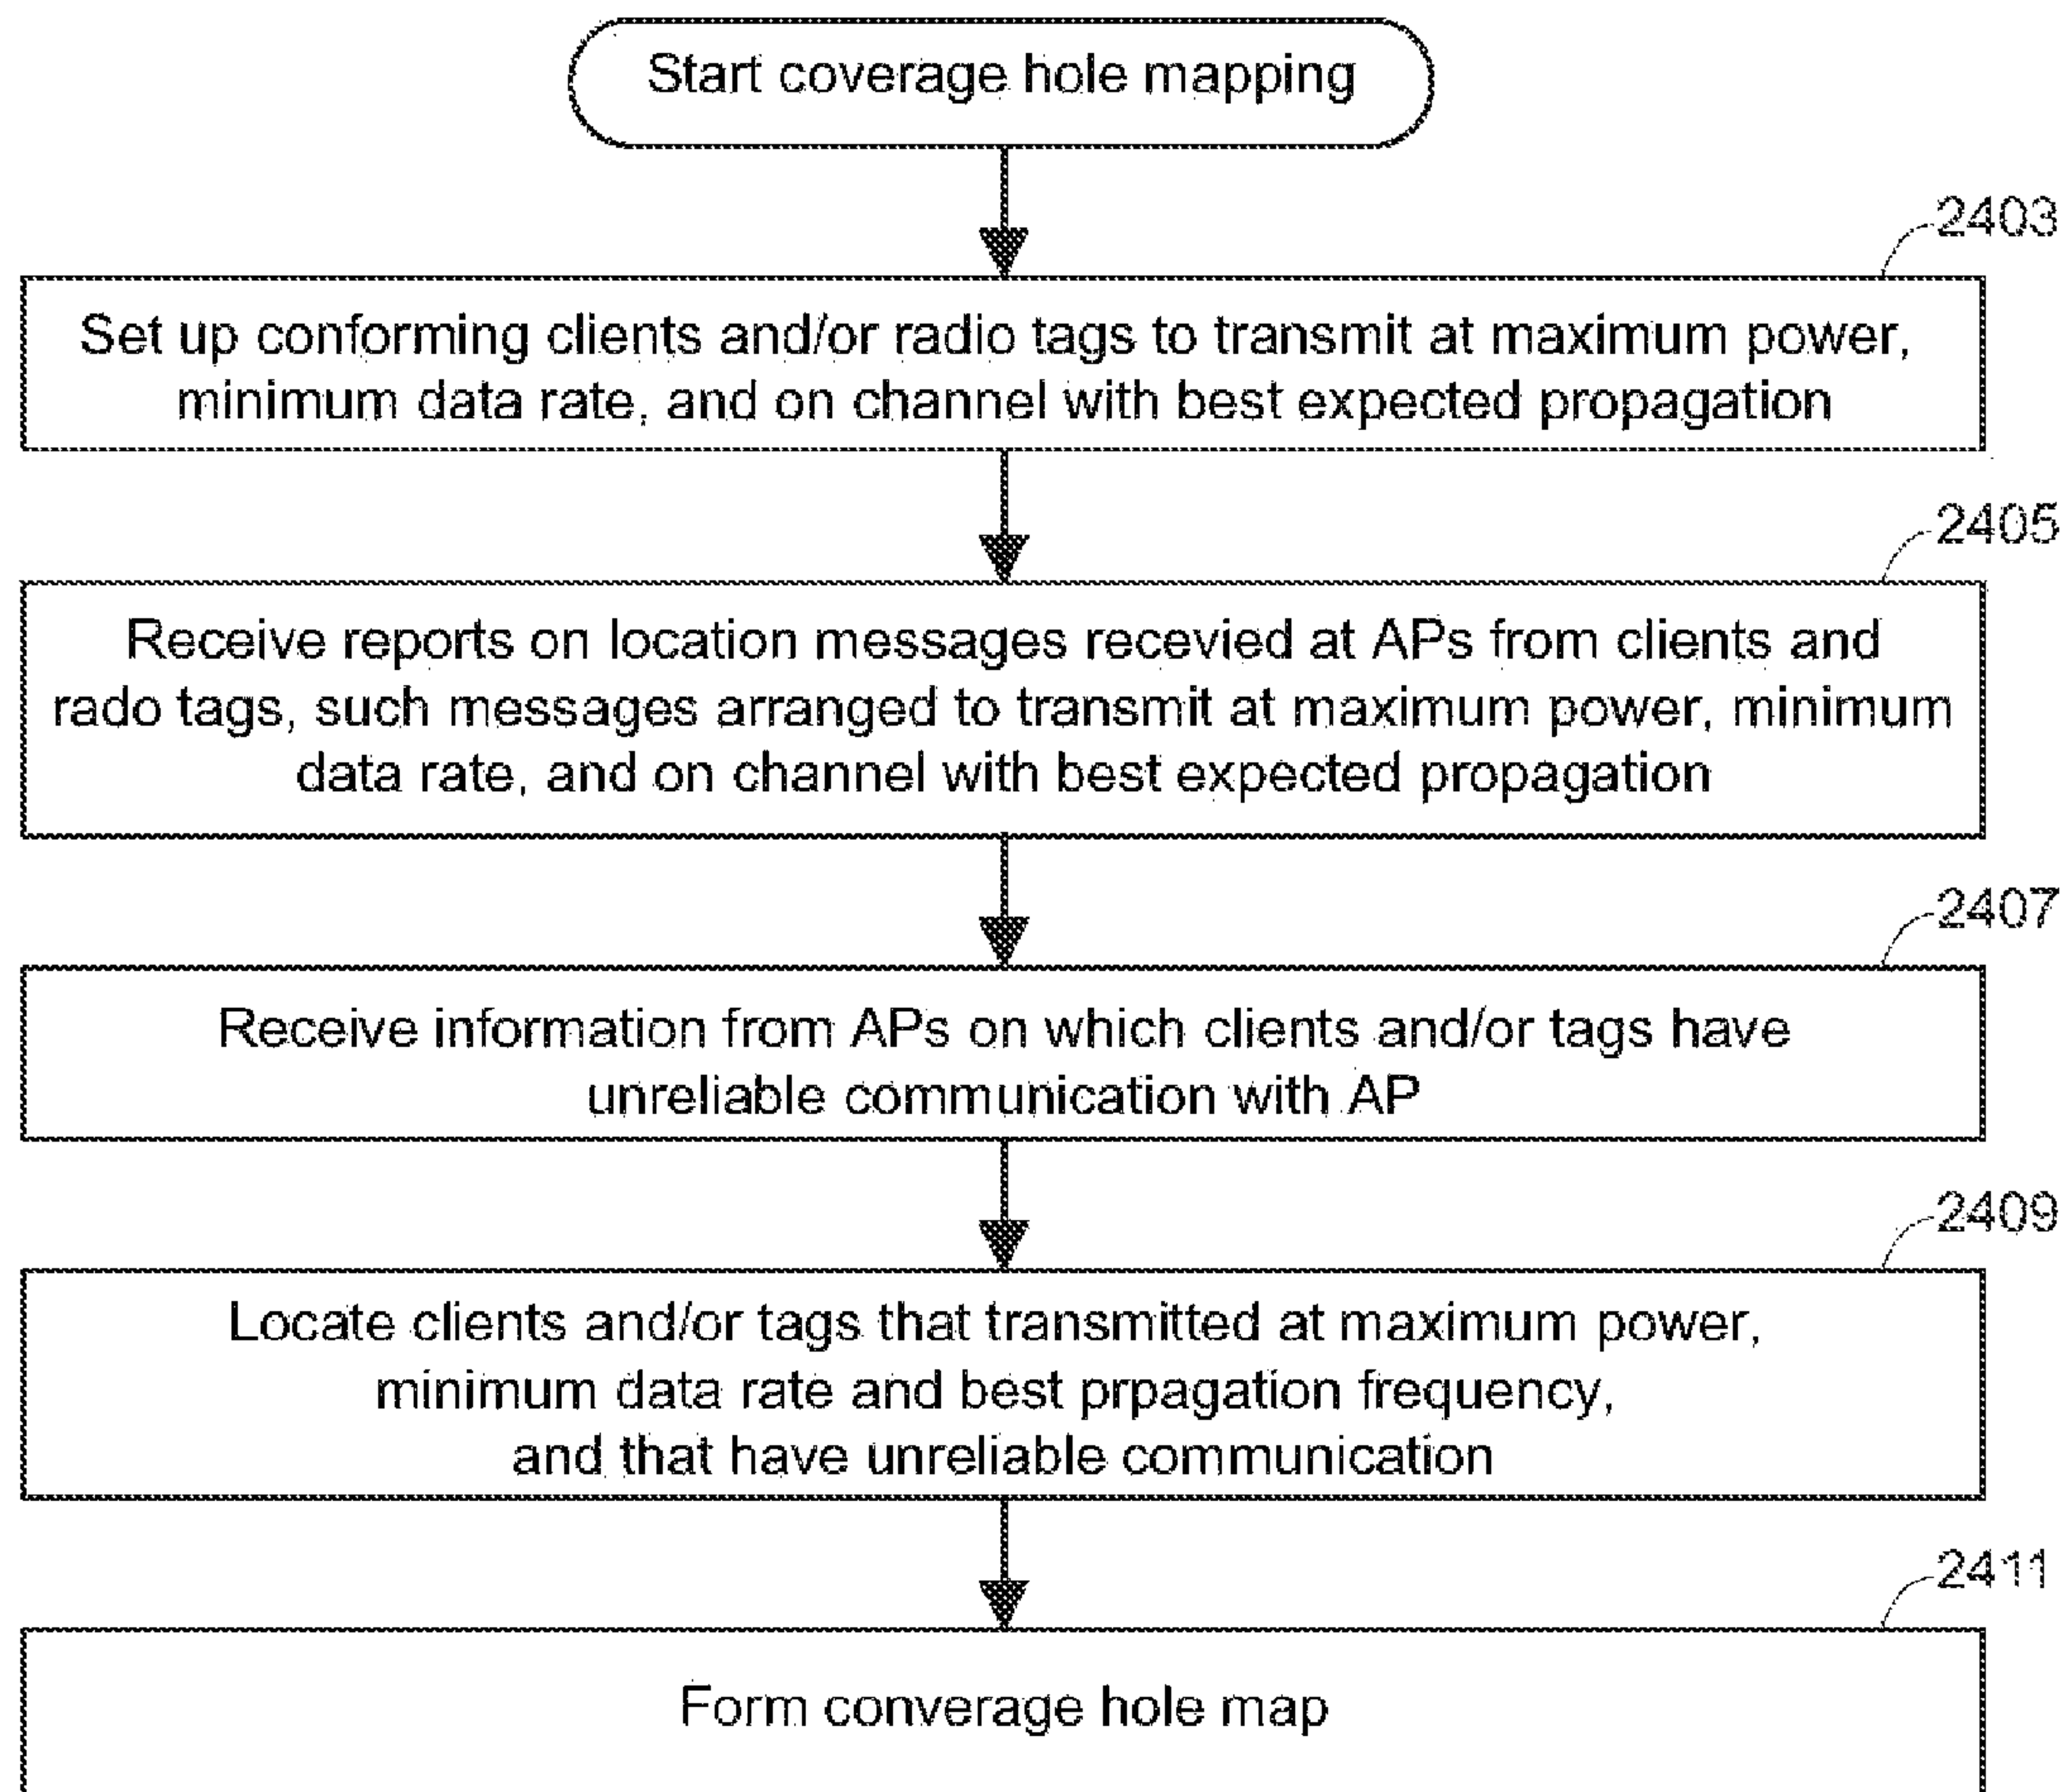 Start coverage hole mapping
2403
Set up conforming clients and/or radio tags to transmit at maximum power,
minimum data rate, and on channel with best expected propagation
2405
Receive reports on location messages recevied at APs from clients and
rado tags, such messages arranged to transmit at maximum power, minimum
data rate, and on channel with best expected propagation
2407
Receive information from APs on which clients and/or tags have
unreliable communication with AP
2409
Locate clients and/or tags that transmitted at maximum power,
minimum data rate and best prpagation frequency,
and that have unreliable communication
2411
Form converage hole map